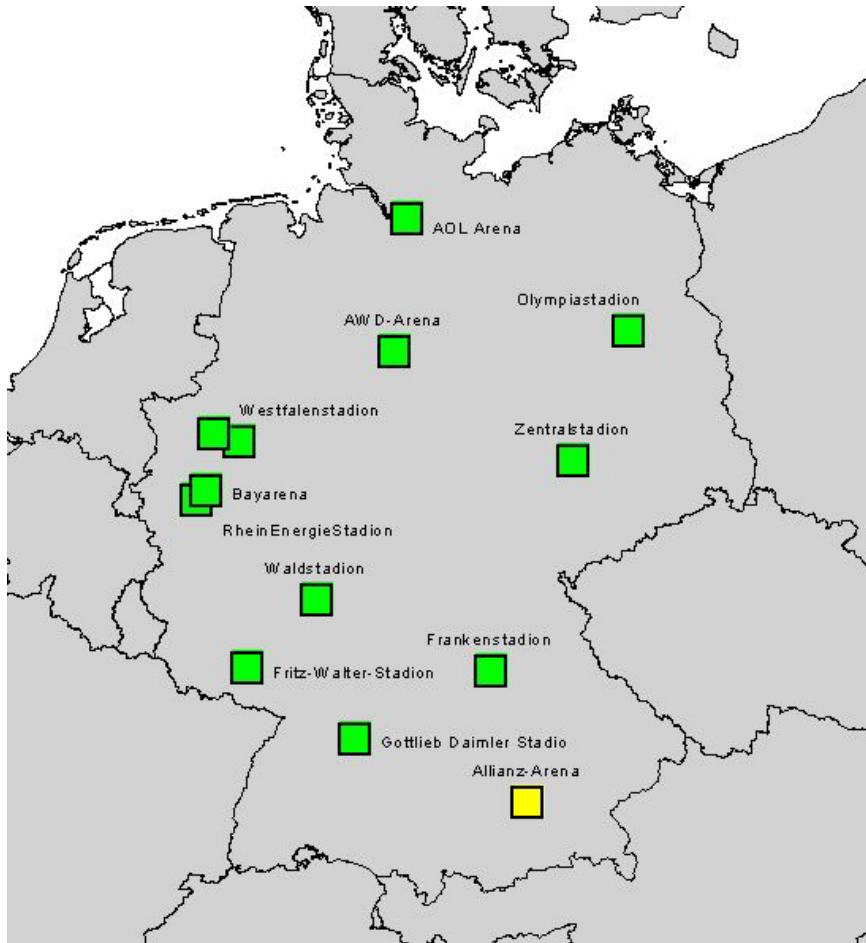 AOL Arena
Olympiastadion
AWD-Arena
Westfalenstadion
Zentralstadion
Bayarena
RheinEnergieStadion
Waldstadion
Frankenstadion
Fritz-Walter-Stadion
Gottlieb Daimler Stadio
Allianz-Arena